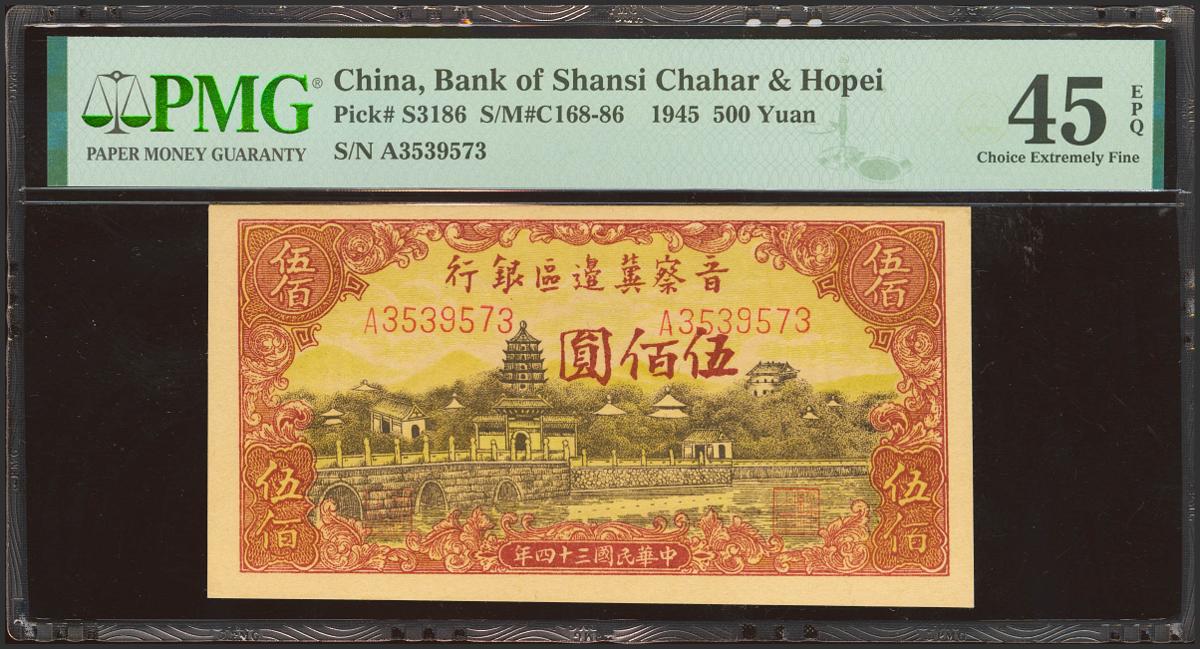 PMG®
PAPER MONEY GUARANTY
China, Bank of Shansi Chahar & Hopei
Pick# S3186 S/M#C168-86 1945 500 Yuan
S/N A3539573
45 EPQ
Choice Extremely Fine
伍佰
伍佰
晋察冀邊區銀行
A3539573 A3539573
伍佰圓
伍佰
伍佰
中華民國三十四年